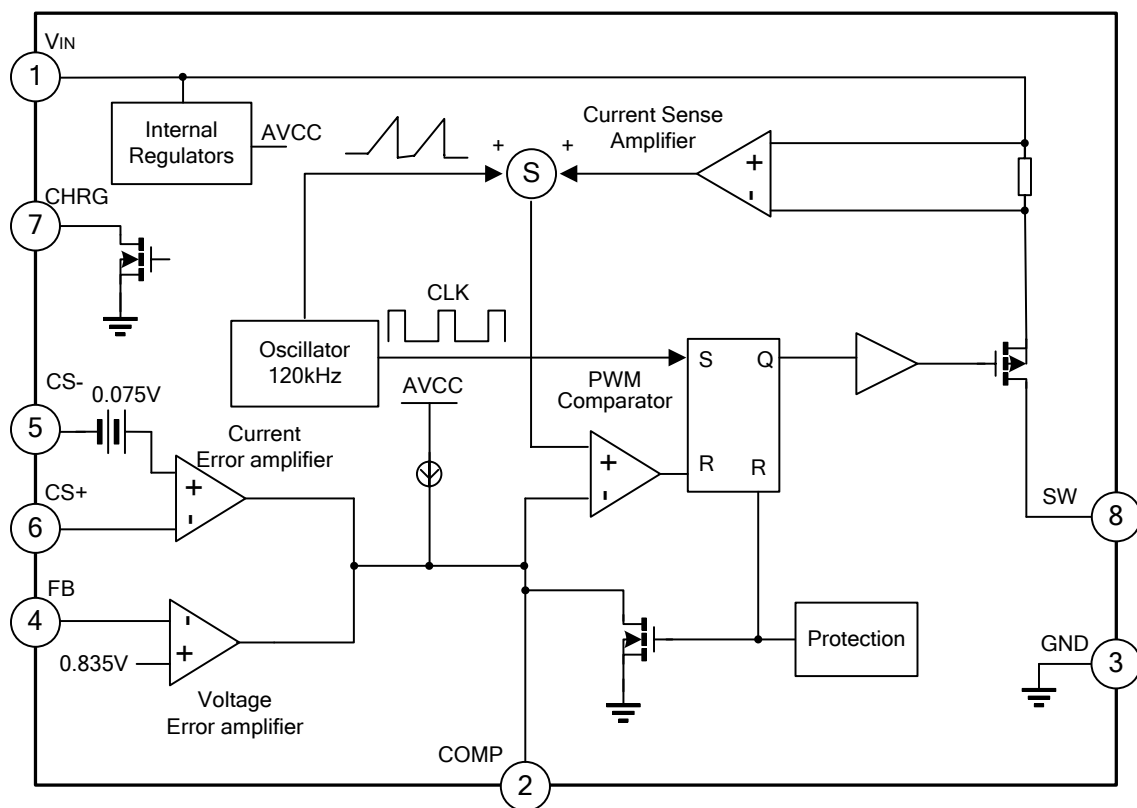 VIN
1
Internal
Regulators
AVCC
+
+
Current Sense
Amplifier
S
+
-
CHRG
7
CLK
Oscillator
120kHz
S
Q
R
R
PWM
Comparator
AVCC
CS-
0.075V
5
Current
Error amplifier
+
-
+
-
CS+
6
SW
8
FB
4
-
+
0.835V
Voltage
Error amplifier
Protection
GND
3
COMP
2